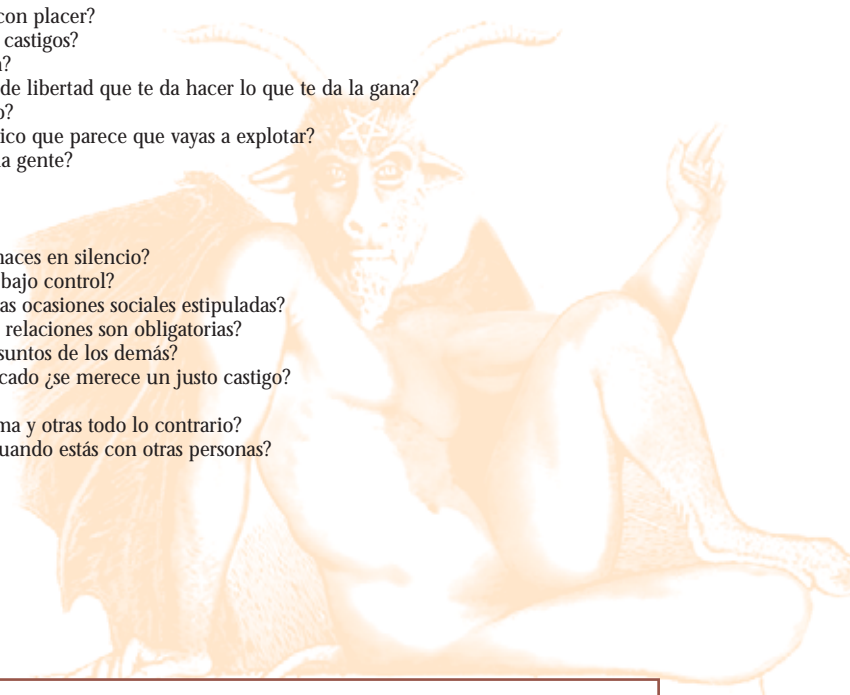 con placer?
castigos?
?
de libertad que te da hacer lo que te da la gana?
o?
ico que parece que vayas a explotar?
a gente?
haces en silencio?
bajo control?
as ocasiones sociales estipuladas?
relaciones son obligatorias?
suntos de los demás?
cado ¿se merece un justo castigo?
ma y otras todo lo contrario?
uando estás con otras personas?